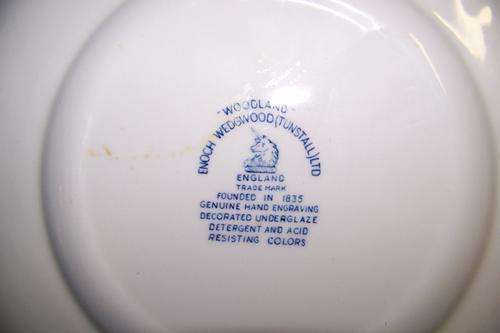 -WOODLAND-
ENOCH WEDGWOOD (TUNSTALL) LTD
ENGLAND
TRADE MARK
FOUNDED IN 1835
GENUINE HAND ENGRAVING
DECORATED UNDERGLAZE
DETERGENT AND ACID
RESISTING COLORS